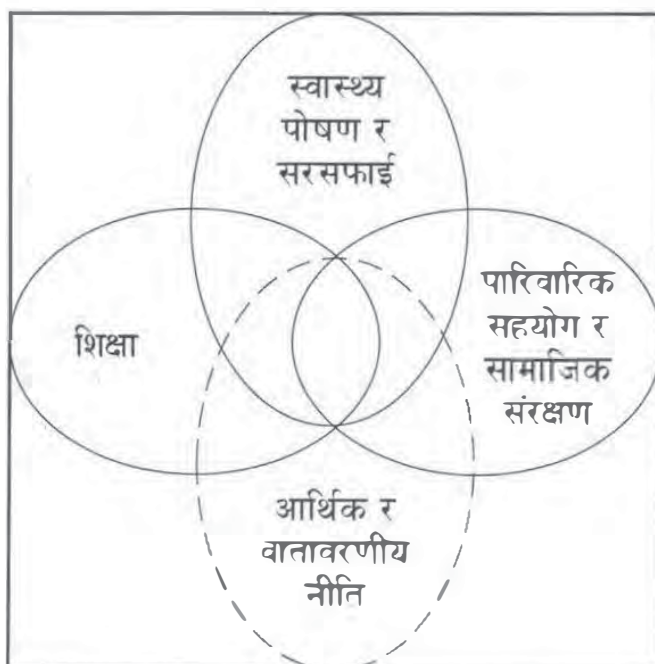 स्वास्थ्य
पोषण र
सरसफाई
शिक्षा
पारिवारिक
सहयोग र
सामाजिक
संरक्षण
आर्थिक र
वातावरणीय
नीति